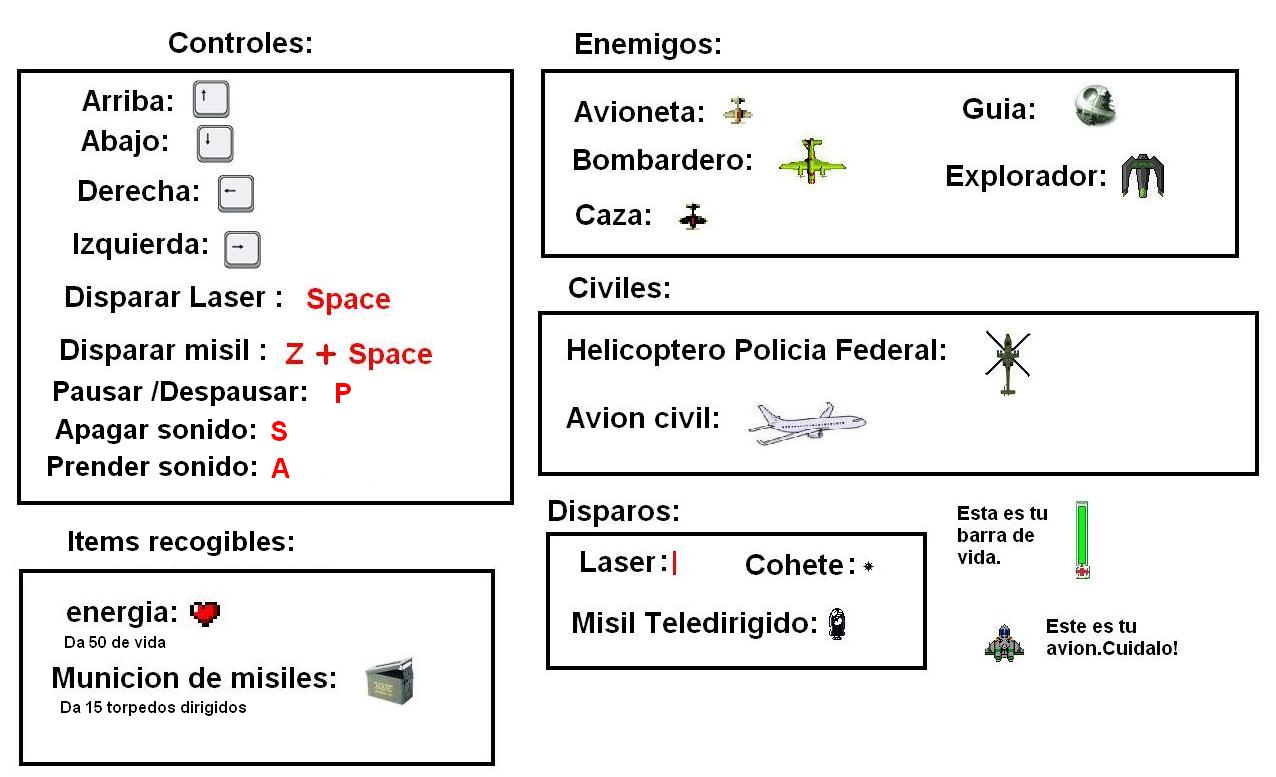 Controles:
Arriba: ↑
Abajo: ↓
Derecha: ←
Izquierda: →
Disparar Laser : Space
Disparar misil : Z + Space
Pausar /Despausar: P
Apagar sonido: S
Prender sonido: A
Items recogibles:
energia:
Da 50 de vida
Municion de misiles:
Da 15 torpedos dirigidos
Enemigos:
Avioneta:
Guia:
Bombardero:
Explorador:
Caza:
Civiles:
Helicoptero Policia Federal:
Avion civil:
Disparos:
Laser:
Cohete:
Misil Teledirigido:
Esta es tu
barra de
vida.
Este es tu
avion.Cuidalo!